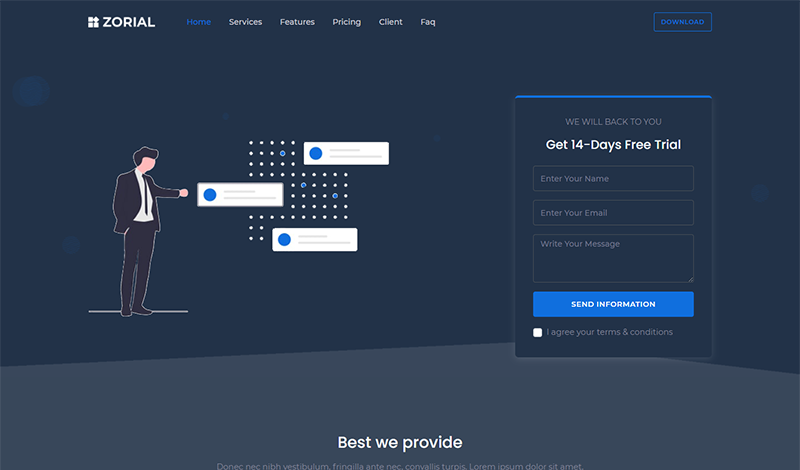 ZORIAL
Home Services Features Pricing Client Faq
DOWNLOAD
WE WILL BACK TO YOU
Get 14-Days Free Trial
Enter Your Name
Enter Your Email
Write Your Message
SEND INFORMATION
I agree your terms & conditions
Best we provide
Donec nec nibh vestibulum, fringilla ante nec, convallis turpis. Lorem ipsum dolor sit amet,